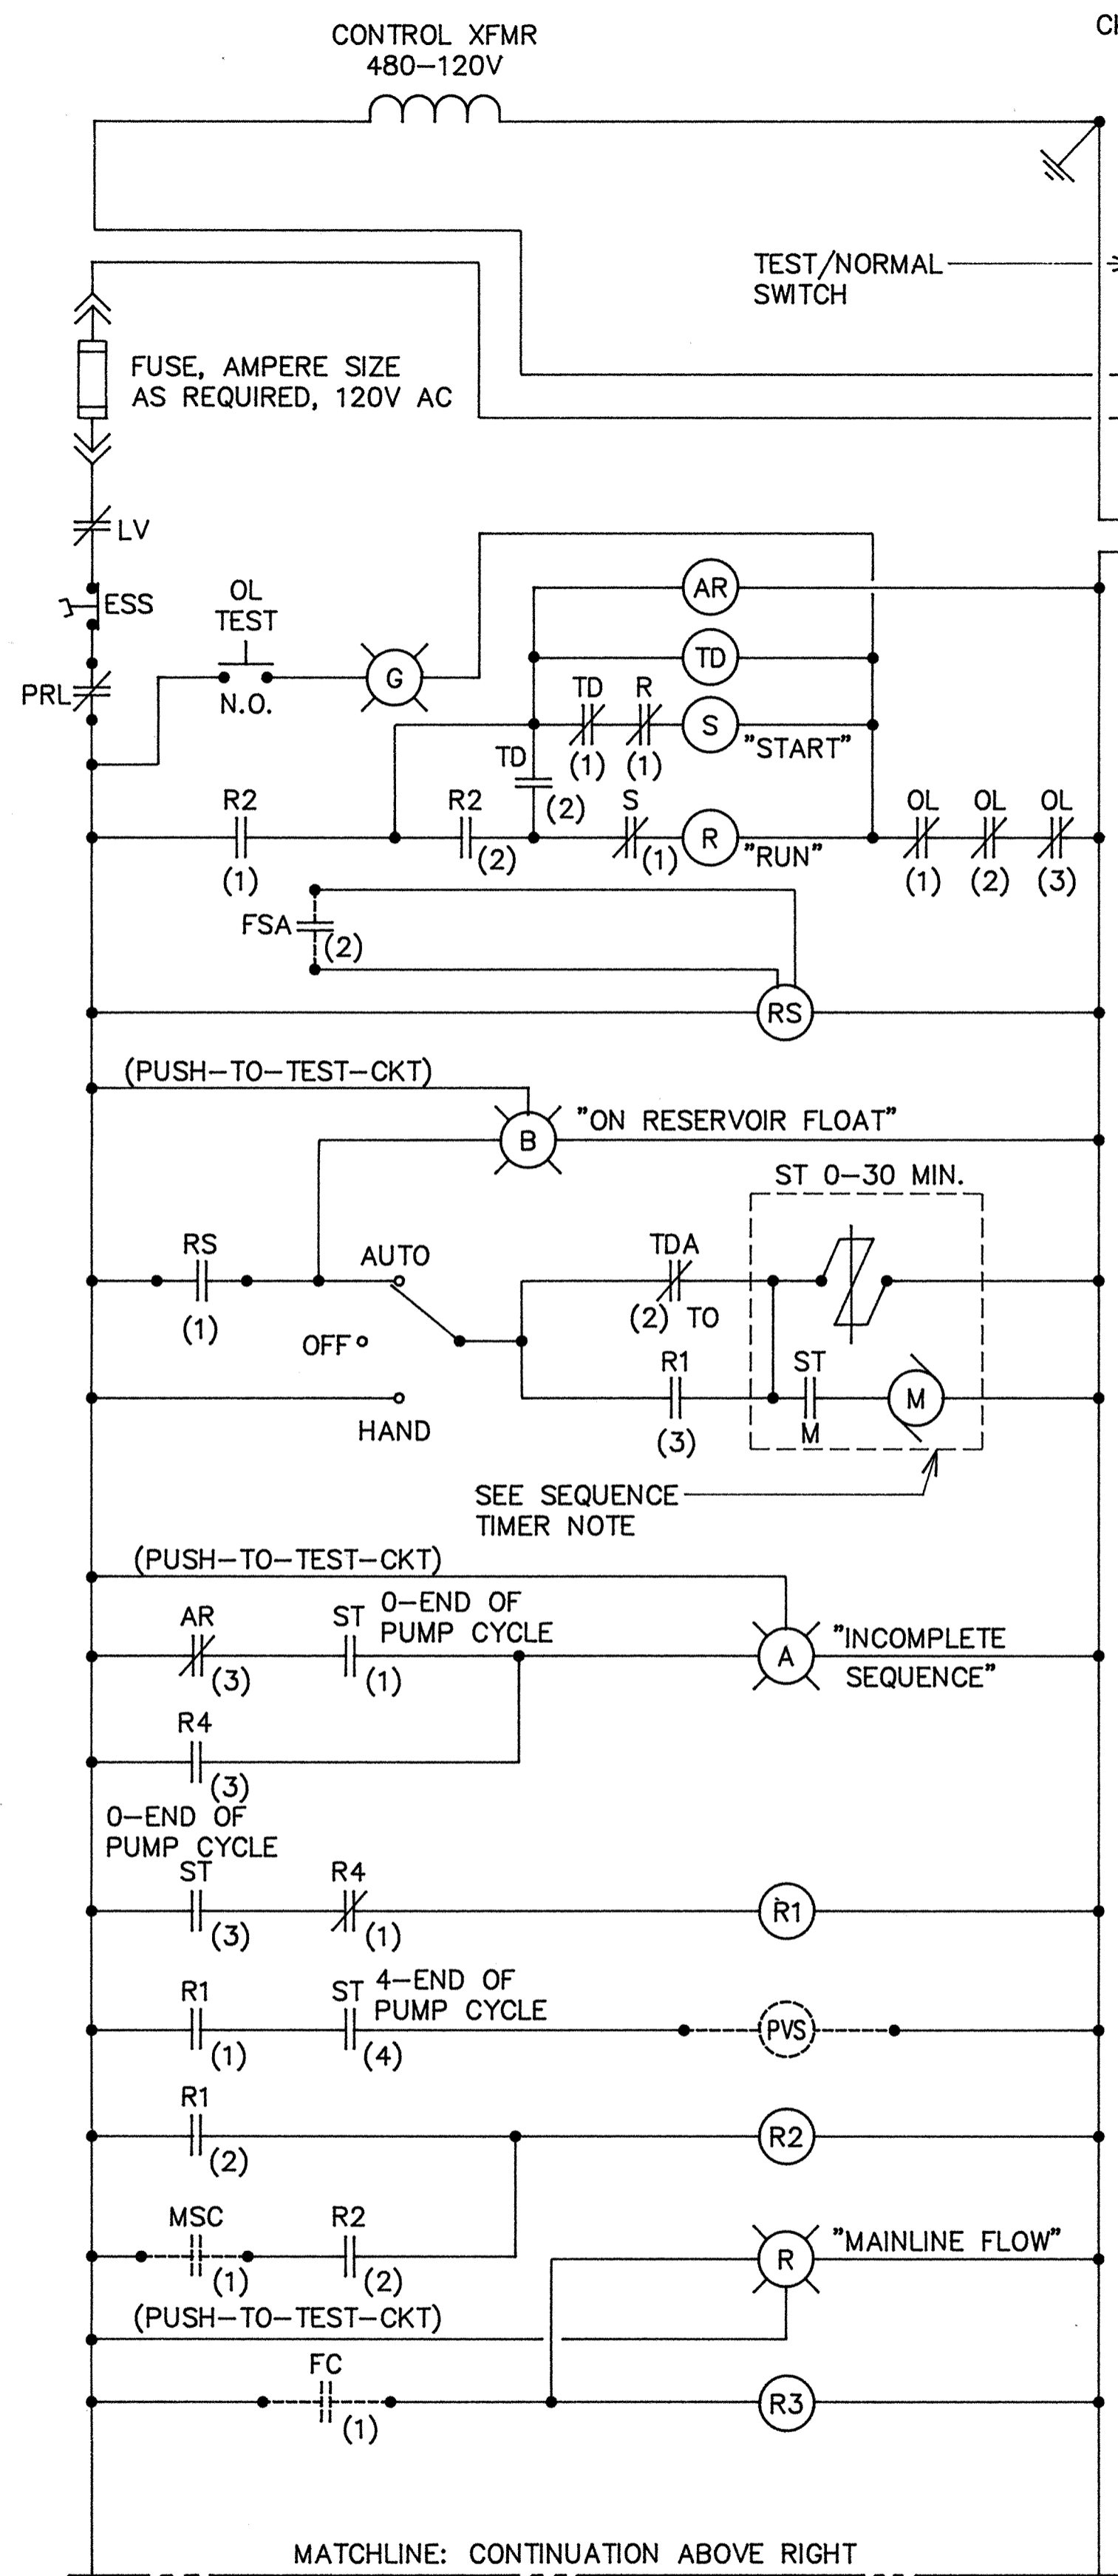 CONTROL XFMR
480-120V
TEST/NORMAL
SWITCH
FUSE, AMPERE SIZE
AS REQUIRED, 120V AC
LV
ESS
OL
TEST
N.O.
G
PRL
AR
TD
TD
(1)
R
(1)
S
"START"
TD
(2)
R2
(1)
R2
(2)
S
(1)
R
"RUN"
OL
(1)
OL
(2)
OL
(3)
FSA
(2)
RS
(PUSH-TO-TEST-CKT)
B
"ON RESERVOIR FLOAT"
ST 0-30 MIN.
RS
(1)
AUTO
TDA
(2) TO
OFF
R1
(3)
ST
M
M
HAND
SEE SEQUENCE
TIMER NOTE
(PUSH-TO-TEST-CKT)
AR
(3)
ST
(1)
0-END OF
PUMP CYCLE
A
"INCOMPLETE
SEQUENCE"
R4
(3)
0-END OF
PUMP CYCLE
ST
(3)
R4
(1)
R1
R1
(1)
ST
(4)
4-END OF
PUMP CYCLE
PVS
R1
(2)
R2
MSC
(1)
R2
(2)
R
"MAINLINE FLOW"
(PUSH-TO-TEST-CKT)
FC
(1)
R3
MATCHLINE: CONTINUATION ABOVE RIGHT